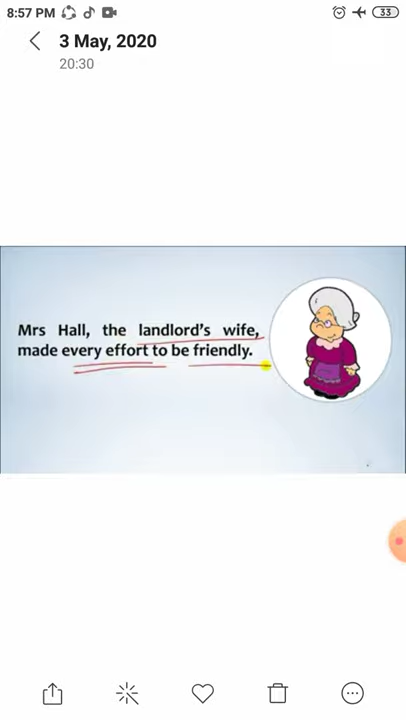 8:57 PM
33
3 May, 2020
20:30
Mrs Hall, the landlord's wife,
made every effort to be friendly.